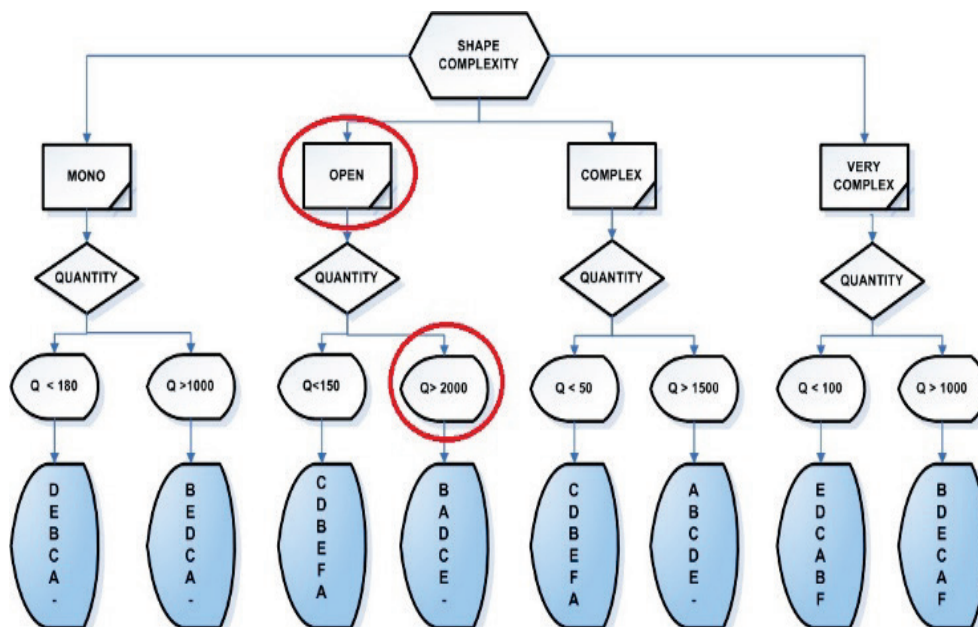 SHAPE
COMPLEXITY
MONO
OPEN
COMPLEX
VERY
COMPLEX
QUANTITY
QUANTITY
QUANTITY
QUANTITY
Q < 180
Q >1000
Q<150
Q> 2000
Q < 50
Q > 1500
Q < 100
Q > 1000
D
E
B
C
A
-
B
E
D
C
A
-
C
D
B
E
F
A
B
A
D
C
E
-
C
D
B
E
F
A
A
B
C
D
E
-
E
D
C
A
B
F
B
D
E
C
A
F